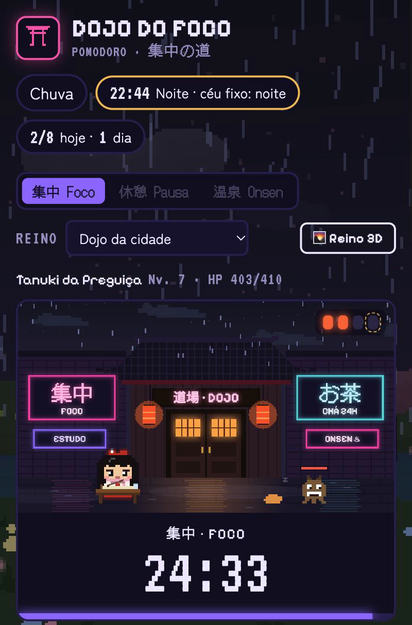 DOJO DO FOCO
POMODORO · 集中の道
Chuva
22:44 Noite · céu fixo: noite
2/8 hoje · 1 dia
集中 Foco
休憩 Pausa
温泉 Onsen
REINO
Dojo da cidade
Reino 3D
Tanuki da Preguiça Nv. 7 · HP 403/410
集中
FOCO
ESTUDO
道場·DOJO
お茶
CHÁ 24H
ONSEN♨
集中 · FOCO
24:33